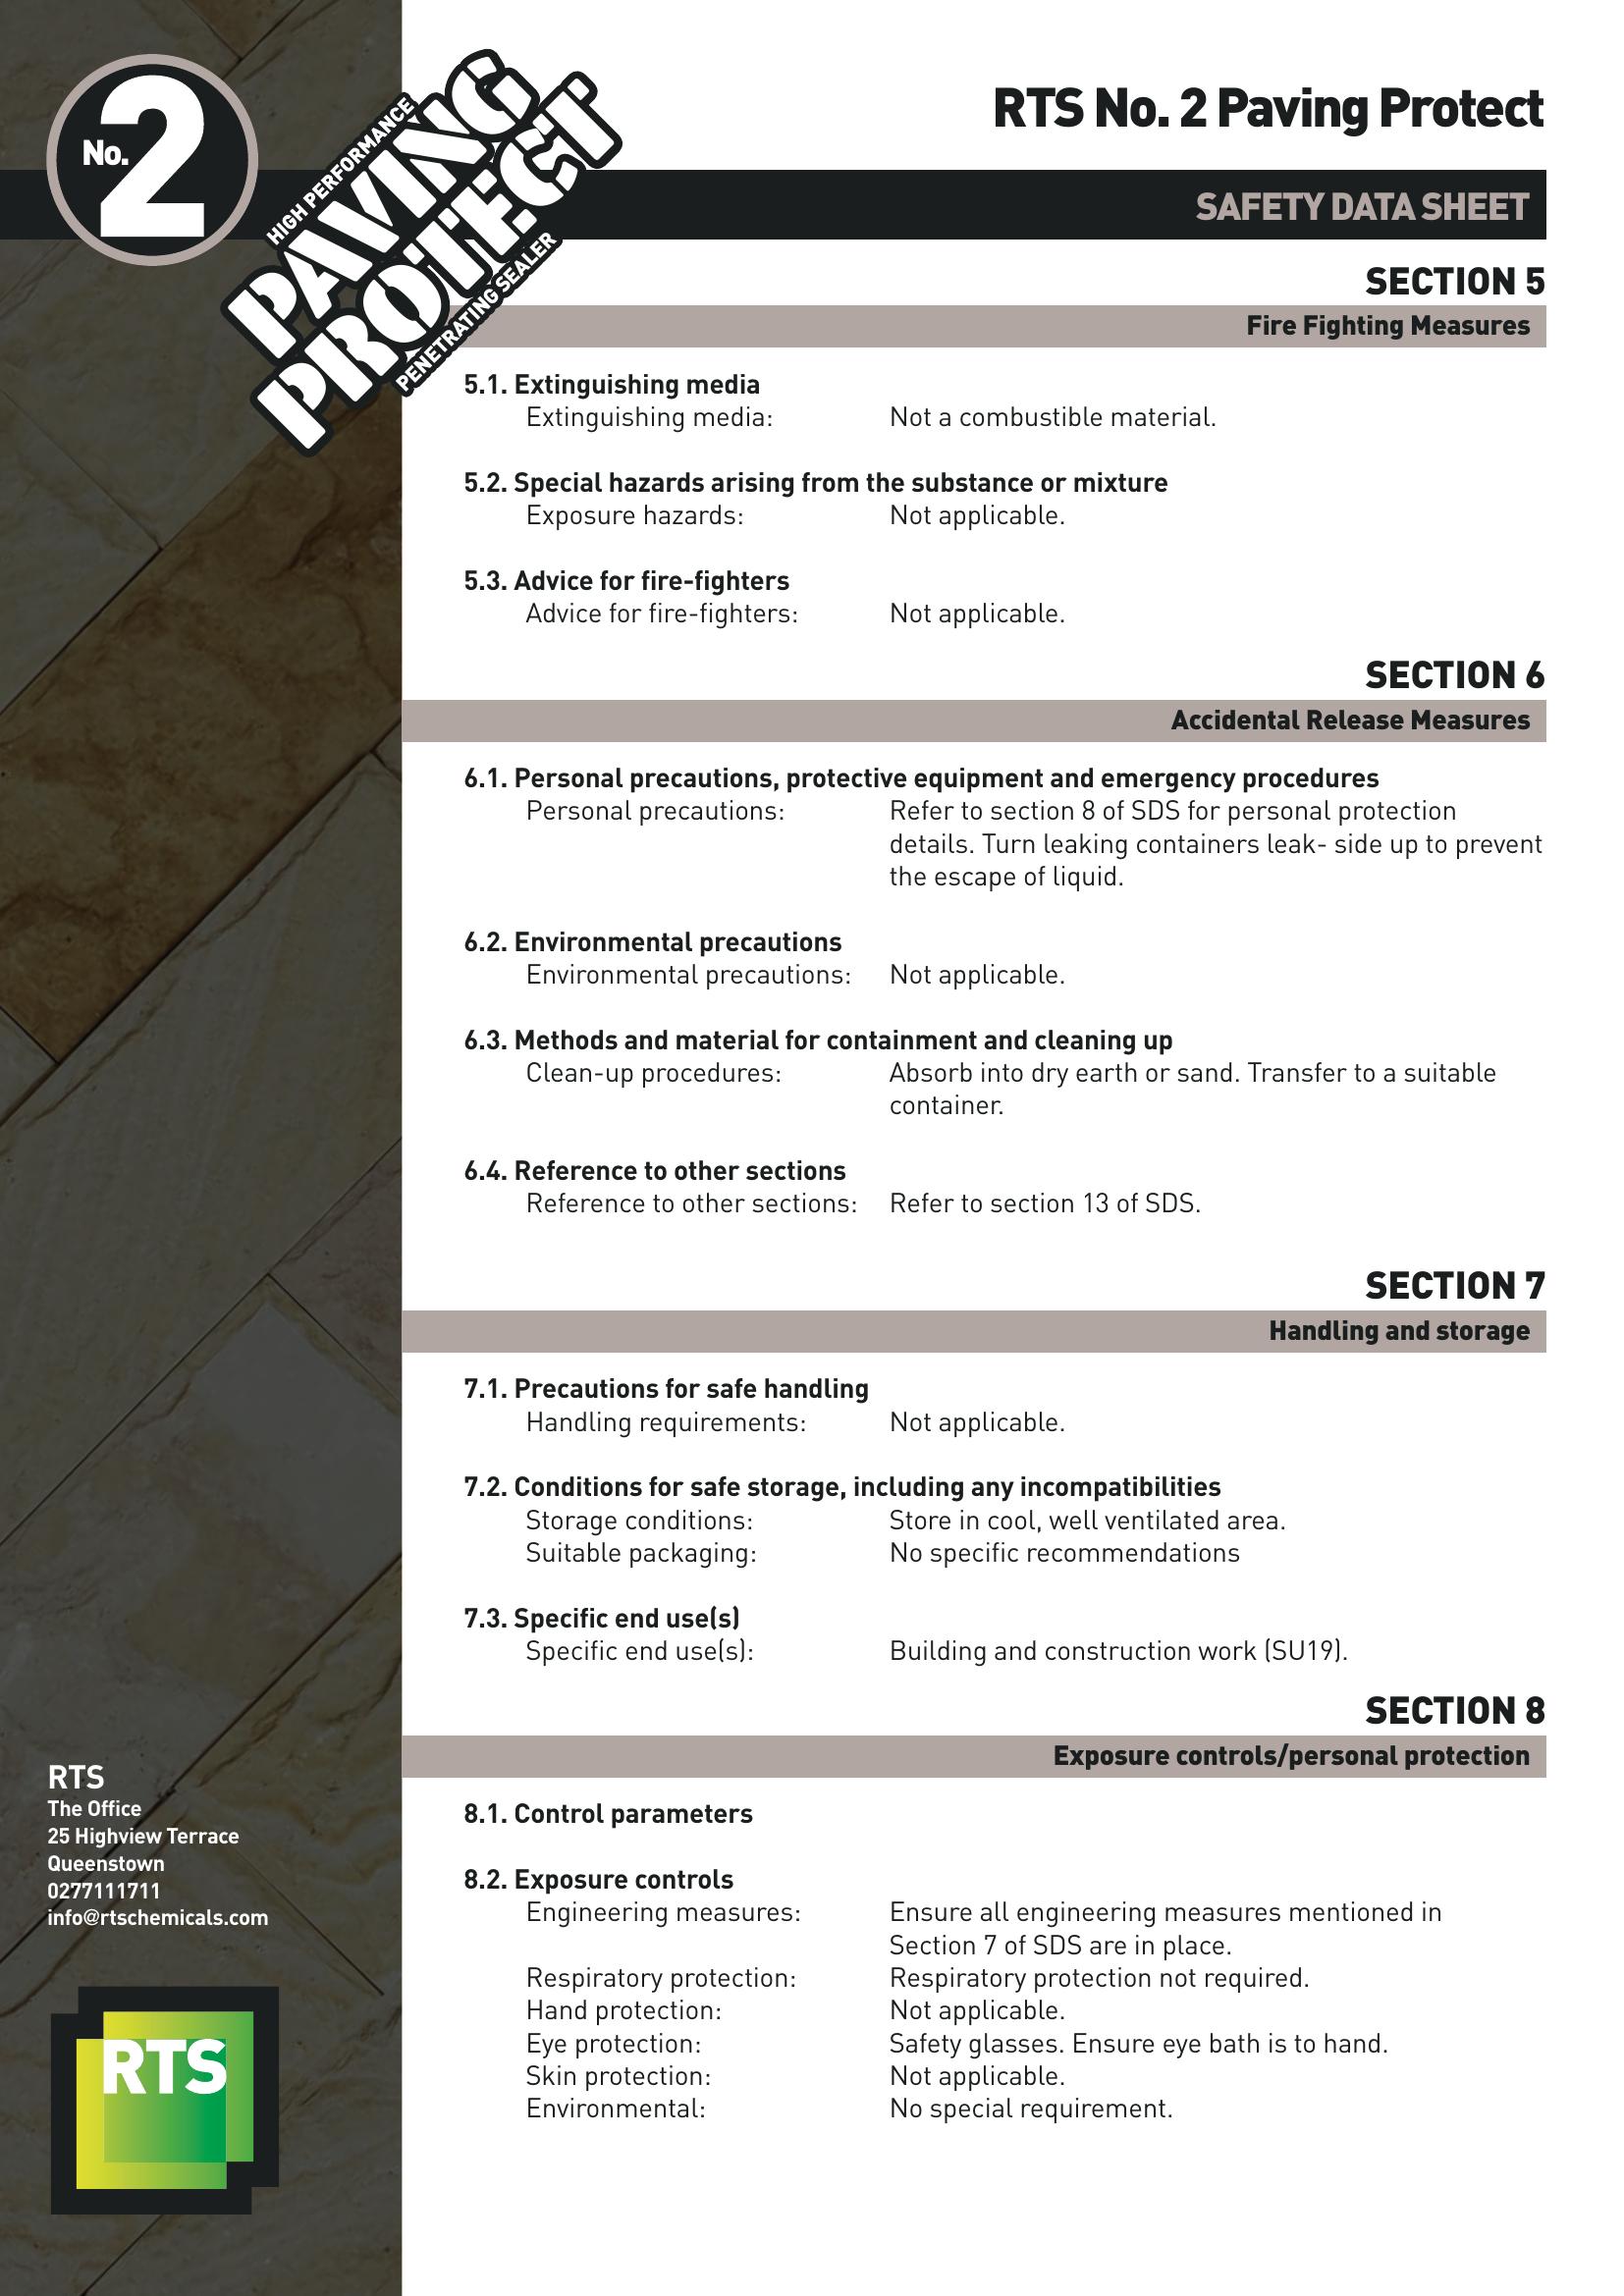 No.2
HIGH PERFORMANCE
PAVING
PROTECT
PENETRATING SEALER
RTS No. 2 Paving Protect
SAFETY DATA SHEET
SECTION 5
Fire Fighting Measures
5.1. Extinguishing media
Extinguishing media: Not a combustible material.
5.2. Special hazards arising from the substance or mixture
Exposure hazards: Not applicable.
5.3. Advice for fire-fighters
Advice for fire-fighters: Not applicable.
SECTION 6
Accidental Release Measures
6.1. Personal precautions, protective equipment and emergency procedures
Personal precautions: Refer to section 8 of SDS for personal protection
details. Turn leaking containers leak- side up to prevent
the escape of liquid.
6.2. Environmental precautions
Environmental precautions: Not applicable.
6.3. Methods and material for containment and cleaning up
Clean-up procedures: Absorb into dry earth or sand. Transfer to a suitable
container.
6.4. Reference to other sections
Reference to other sections: Refer to section 13 of SDS.
SECTION 7
Handling and storage
7.1. Precautions for safe handling
Handling requirements: Not applicable.
7.2. Conditions for safe storage, including any incompatibilities
Storage conditions: Store in cool, well ventilated area.
Suitable packaging: No specific recommendations
7.3. Specific end use(s)
Specific end use(s): Building and construction work (SU19).
SECTION 8
Exposure controls/personal protection
8.1. Control parameters
8.2. Exposure controls
Engineering measures: Ensure all engineering measures mentioned in
Section 7 of SDS are in place.
Respiratory protection: Respiratory protection not required.
Hand protection: Not applicable.
Eye protection: Safety glasses. Ensure eye bath is to hand.
Skin protection: Not applicable.
Environmental: No special requirement.
RTS
The Office
25 Highview Terrace
Queenstown
0277111711
info@rtschemicals.com
RTS